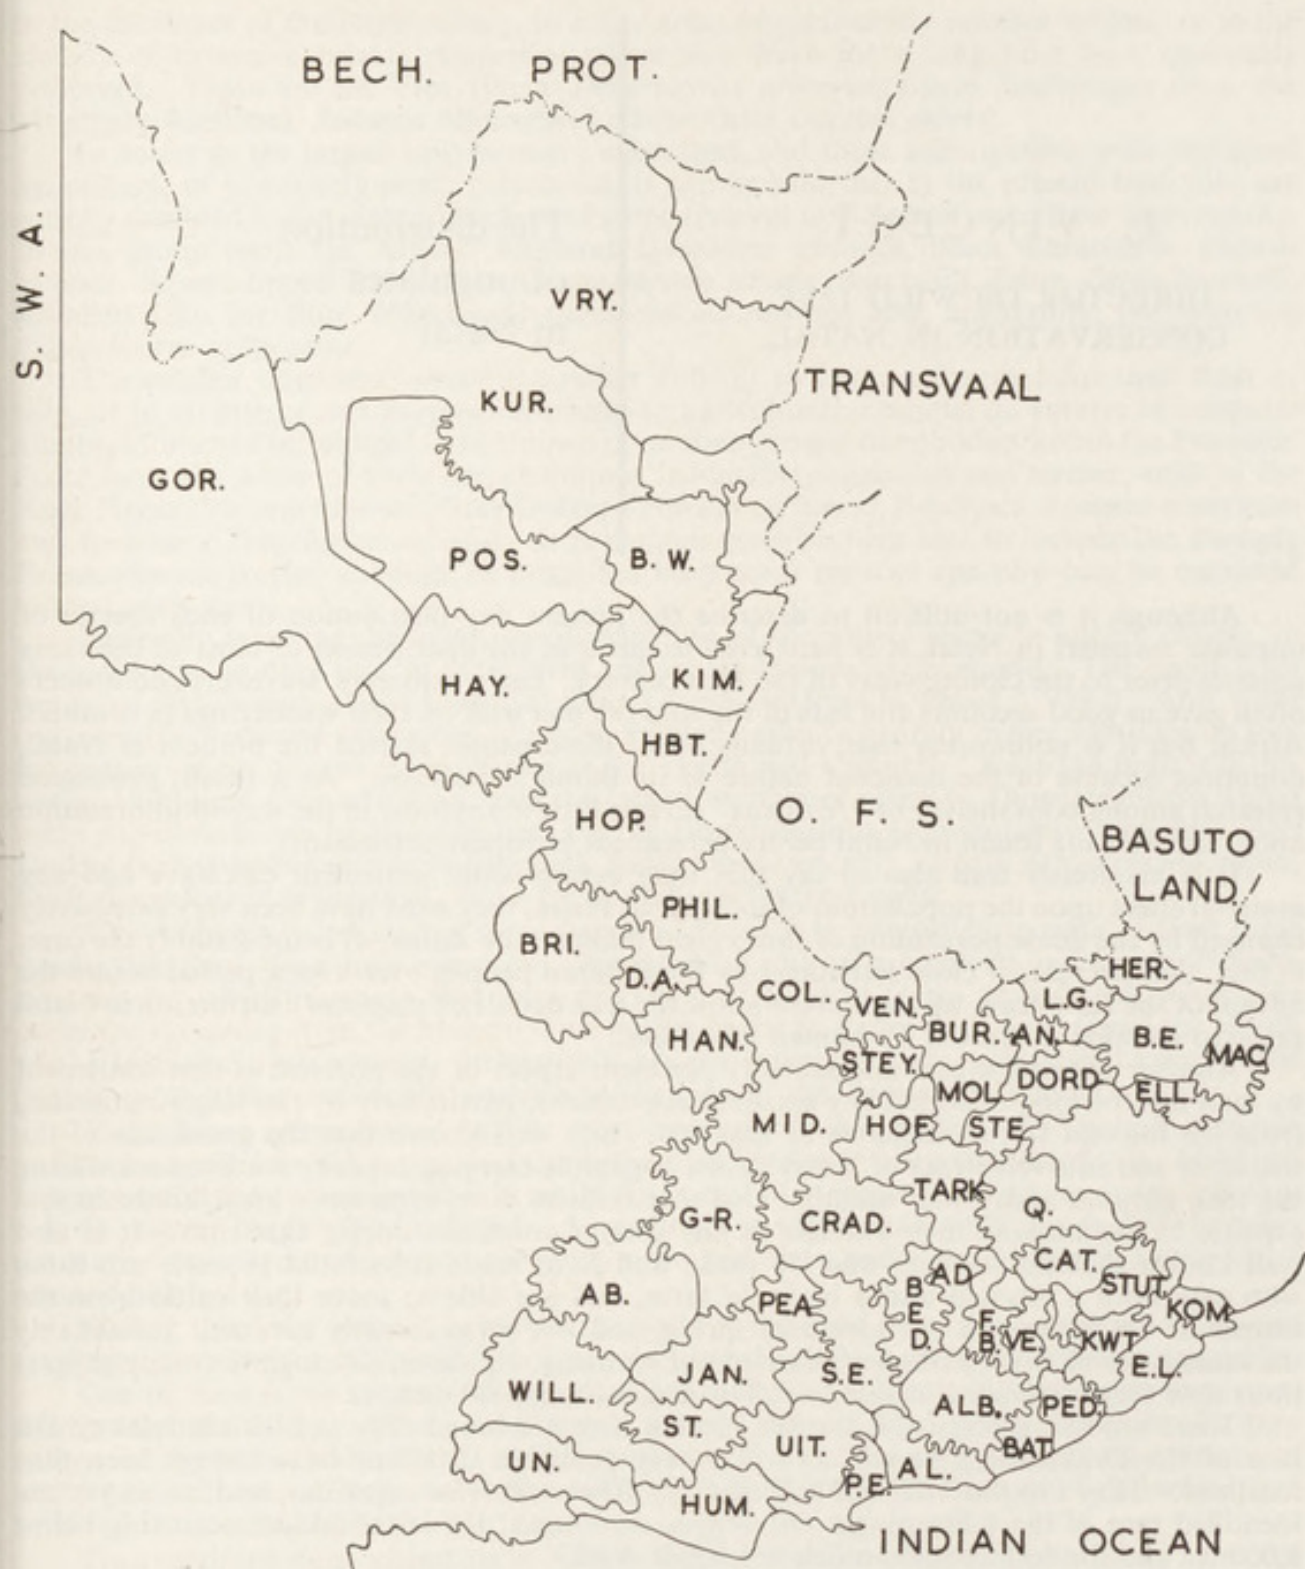 BECH. PROT.
S. W. A.
VRY.
TRANSVAAL
KUR.
GOR.
POS.
B. W.
HAY.
KIM.
HBT.
HOP.
O. F. S.
BASUTO
LAND
PHIL.
BRI.
D.A.
COL.
HER.
VEN.
L.G.
HAN.
BUR.
AN.
B.E.
MAC
STEY.
MOL
DORD
ELL.
MID.
HOF.
STE
TARK
G-R.
CRAD.
Q.
CAT.
AB.
PEA
B
E
D.
AD
STUT
KOM
F.
B.
VE.
KWT
E.L.
JAN.
S.E.
WILL.
ALB.
PED.
ST.
UIT.
BAT.
UN.
AL.
P.E.
HUM.
INDIAN OCEAN